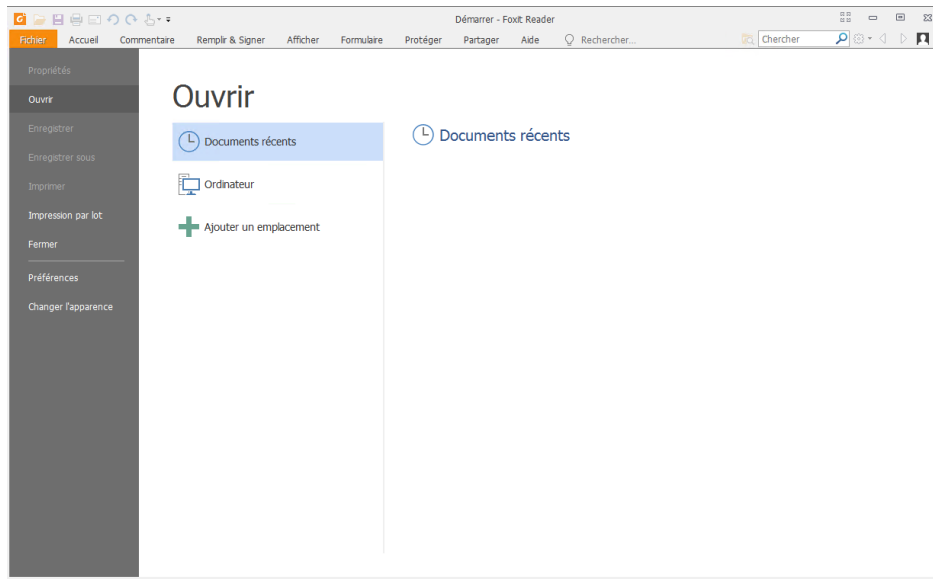 Démarrer - Foxit Reader
Fichier Accueil Commentaire Remplir & Signer Afficher Formulaire Protéger Partager Aide Rechercher... Chercher
Propriétés
Ouvrir
Enregistrer
Enregistrer sous
Imprimer
Impression par lot
Fermer
Préférences
Changer l'apparence
Ouvrir
Documents récents
Ordinateur
Ajouter un emplacement
Documents récents